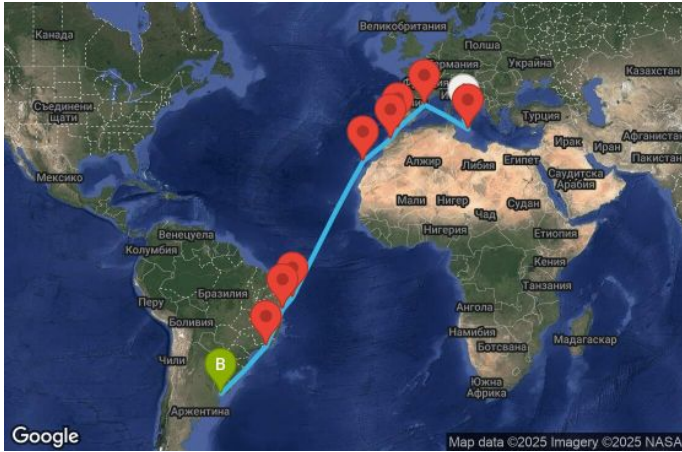 Канада
Великобритания
Полша
Германия
Украйна
Казахстан
Съединени
щати
Турция
Ирак
Иран
Афганистан
Пакистан
Алжир
Либия
Египет
Саудитска
Арабия
Мексико
Мали
Нигер
Чад
Судан
Венецуела
Колумбия
Нигерия
Етиопия
Кения
Перу
Бразилия
Танзания
Боливия
Ангола
Намибия
Ботсвана
Мадагаскар
Чили
B
Южна
Африка
Аржентина
Google
Map data ©2025 Imagery ©2025 NASA